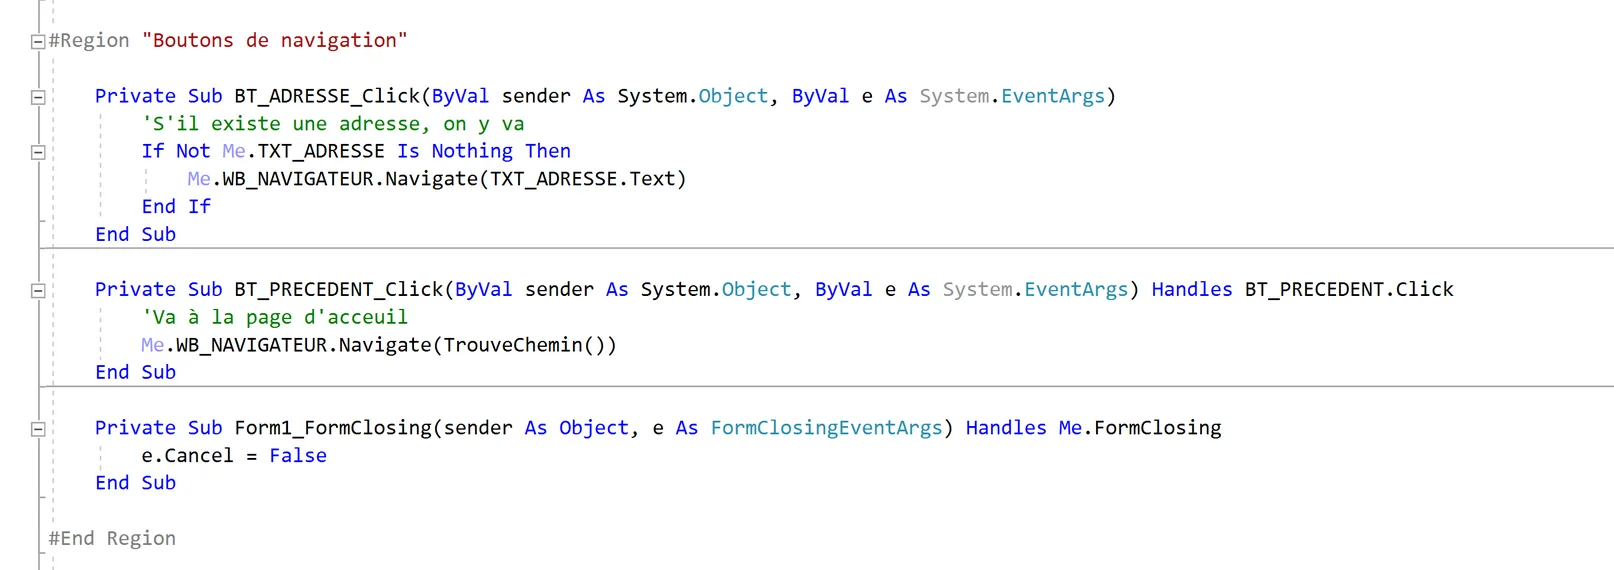 #Region "Boutons de navigation"
Private Sub BT_ADRESSE_Click(ByVal sender As System.Object, ByVal e As System.EventArgs)
'S'il existe une adresse, on y va
If Not Me.TXT_ADRESSE Is Nothing Then
Me.WB_NAVIGATEUR.Navigate(TXT_ADRESSE.Text)
End If
End Sub
Private Sub BT_PRECEDENT_Click(ByVal sender As System.Object, ByVal e As System.EventArgs) Handles BT_PRECEDENT.Click
'Va à la page d'acceuil
Me.WB_NAVIGATEUR.Navigate(TrouveChemin())
End Sub
Private Sub Form1_FormClosing(sender As Object, e As FormClosingEventArgs) Handles Me.FormClosing
e.Cancel = False
End Sub
#End Region